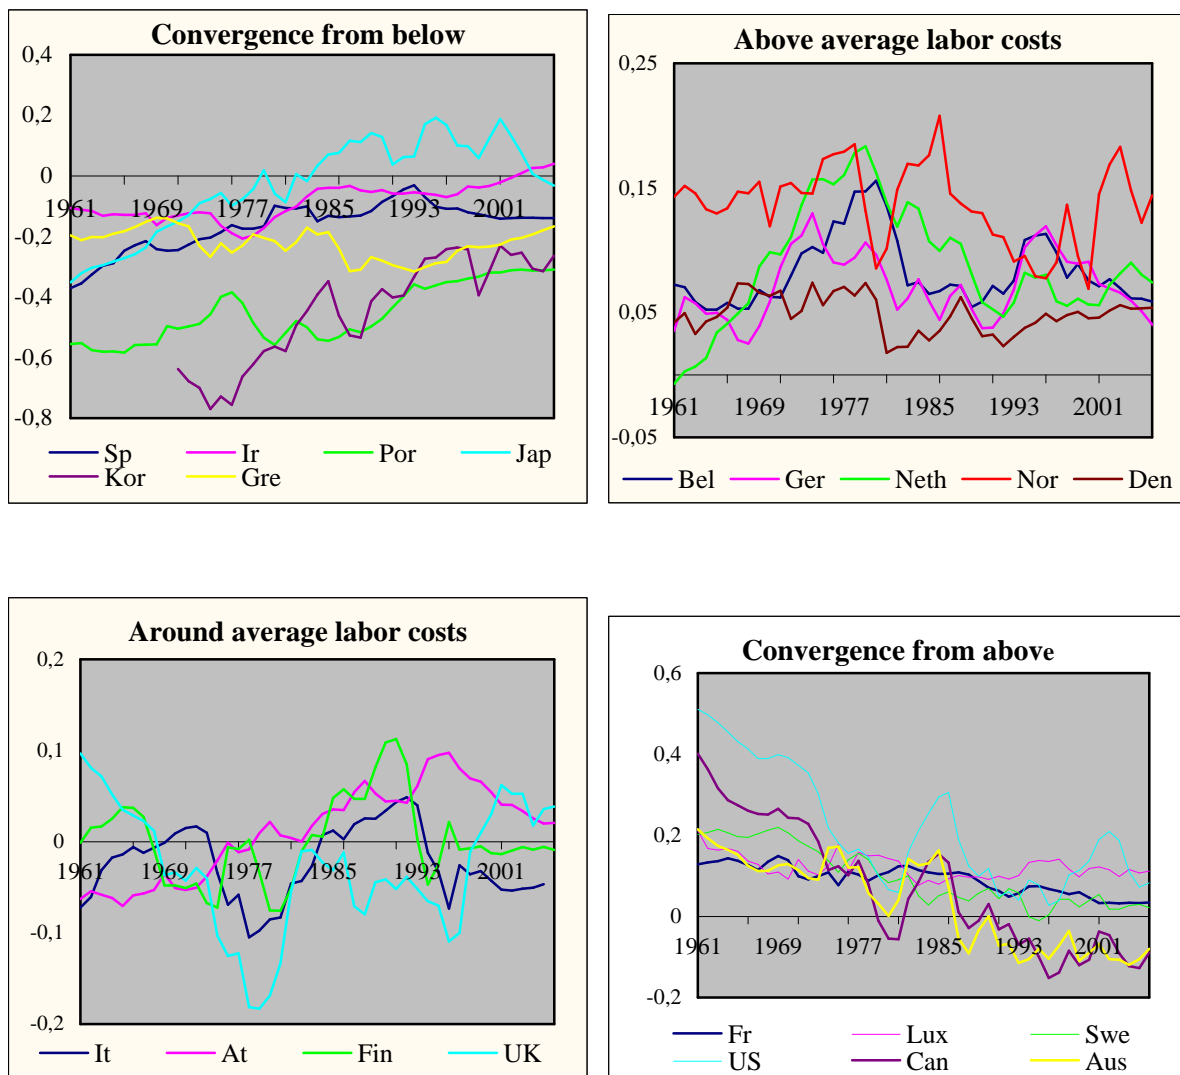 Convergence from below
0,4
0,2
0
-0,2
-0,4
-0,6
-0,8
1961 1969 1977 1985 1993 2001
Sp Ir Por Jap
Kor Gre
Above average labor costs
0,25
0,15
0,05
-0,05
1961 1969 1977 1985 1993 2001
Bel Ger Neth Nor Den
Around average labor costs
0,2
0,1
0
-0,1
-0,2
1961 1969 1977 1985 1993 2001
It At Fin UK
Convergence from above
0,6
0,4
0,2
0
-0,2
1961 1969 1977 1985 1993 2001
Fr Lux Swe
US Can Aus